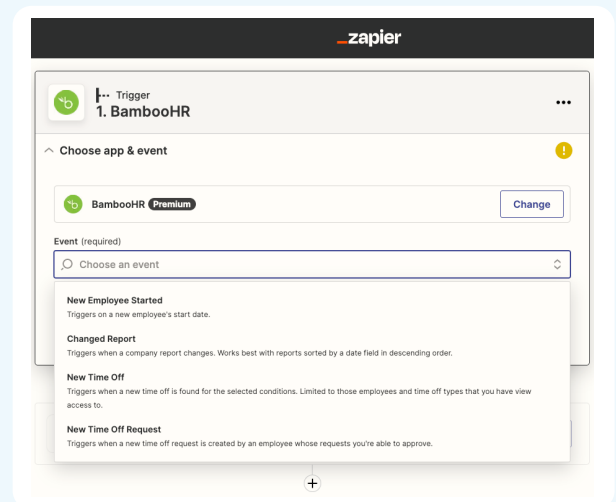 _zapier
Trigger
1. BambooHR
Choose app & event
BambooHR Premium
Change
Event (required)
Choose an event
New Employee Started
Triggers on a new employee's start date.
Changed Report
Triggers when a company report changes. Works best with reports sorted by a date field in descending order.
New Time Off
Triggers when a new time off is found for the selected conditions. Limited to those employees and time off types that you have view
access to.
New Time Off Request
Triggers when a new time off request is created by an employee whose requests you're able to approve.